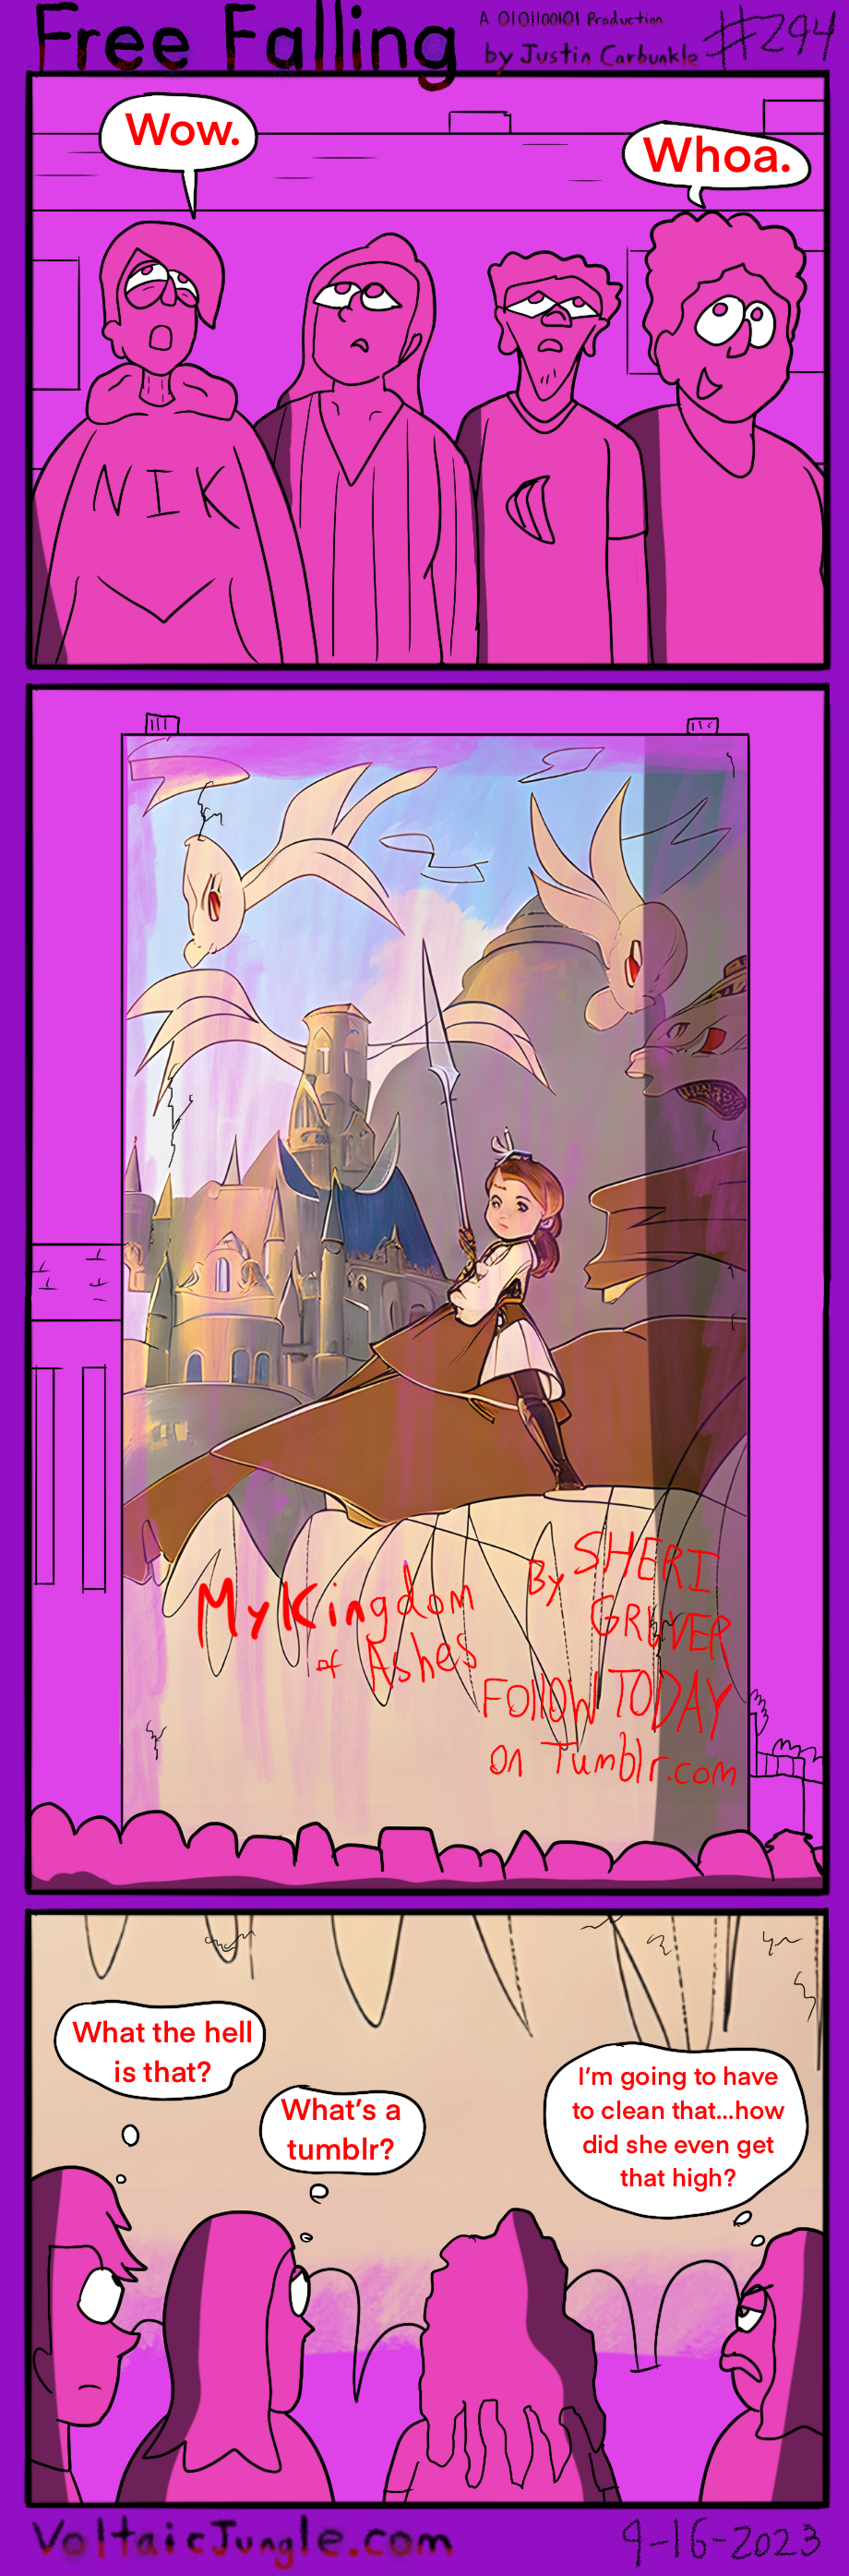 Free Falling
A 0101100101 Production
by Justin Carbunkle
#294
Wow.
Whoa.
NIK
My Kingdom
of Ashes
By SHERI
GRUVER
FOllOW TODAY
on Tumblr.com
What the hell
is that?
What's a
tumblr?
I'm going to have
to clean that...how
did she even get
that high?
VoltaicJungle.com
9-16-2023